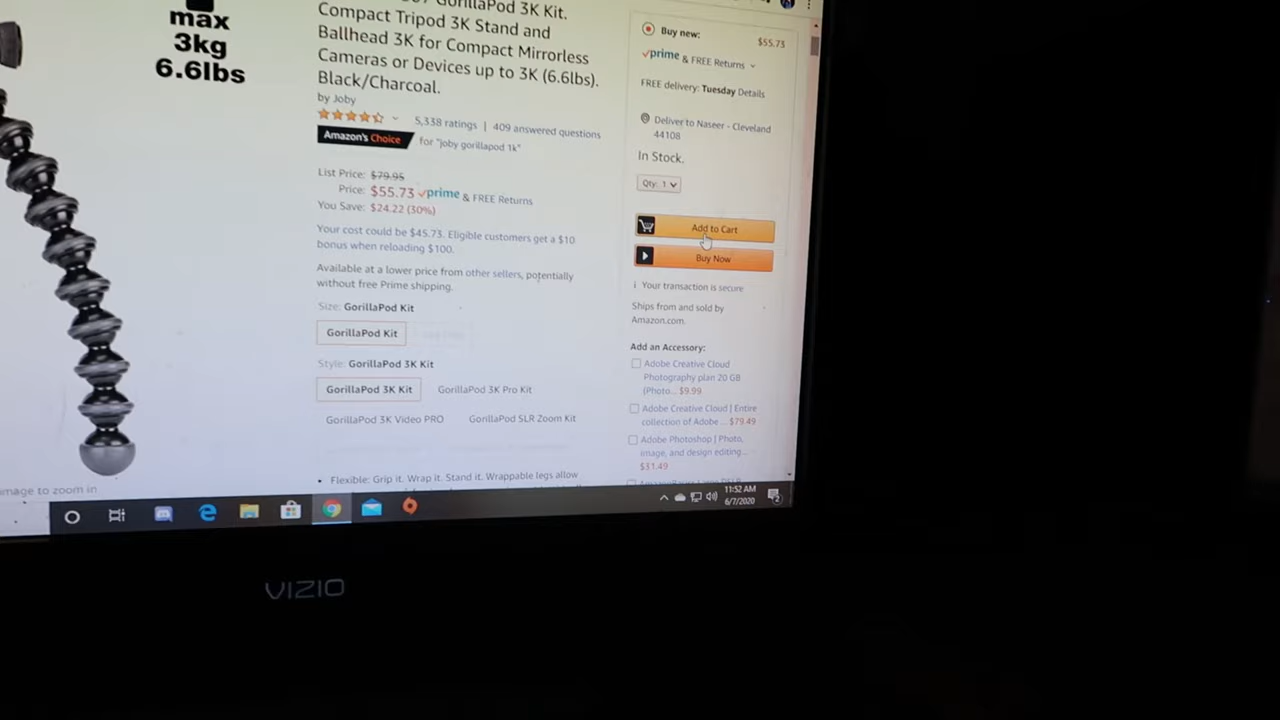 max
3kg
6.6lbs
GorillaPod 3K Kit.
Compact Tripod 3K Stand and
Ballhead 3K for Compact Mirrorless
Cameras or Devices up to 3K (6.6lbs).
Black/Charcoal.
by Joby
5,338 ratings | 409 answered questions
Amazon's Choice for "joby gorillapod 1k"
List Price: $79.95
Price: $55.73 prime & FREE Returns
You Save: $24.22 (30%)
Your cost could be $45.73. Eligible customers get a $10
bonus when reloading $100.
Available at a lower price from other sellers, potentially
without free Prime shipping.
Size: GorillaPod Kit
GorillaPod Kit
Style: GorillaPod 3K Kit
GorillaPod 3K Kit GorillaPod 3K Pro Kit
GorillaPod 3K Video PRO GorillaPod SLR Zoom Kit
• Flexible: Grip it. Wrap it. Stand it. Wrappable legs allow
image to zoom in
Buy new: $55.73
prime & FREE Returns
FREE delivery: Tuesday Details
Deliver to Naseer - Cleveland
44108
In Stock.
Qty: 1
Add to Cart
Buy Now
Your transaction is secure
Ships from and sold by
Amazon.com.
Add an Accessory:
Adobe Creative Cloud
Photography plan 20 GB
(Photo... $9.99
Adobe Creative Cloud | Entire
collection of Adobe ... $79.49
Adobe Photoshop | Photo,
image, and design editing...
$31.49
11:52 AM
6/7/2020
2
VIZIO